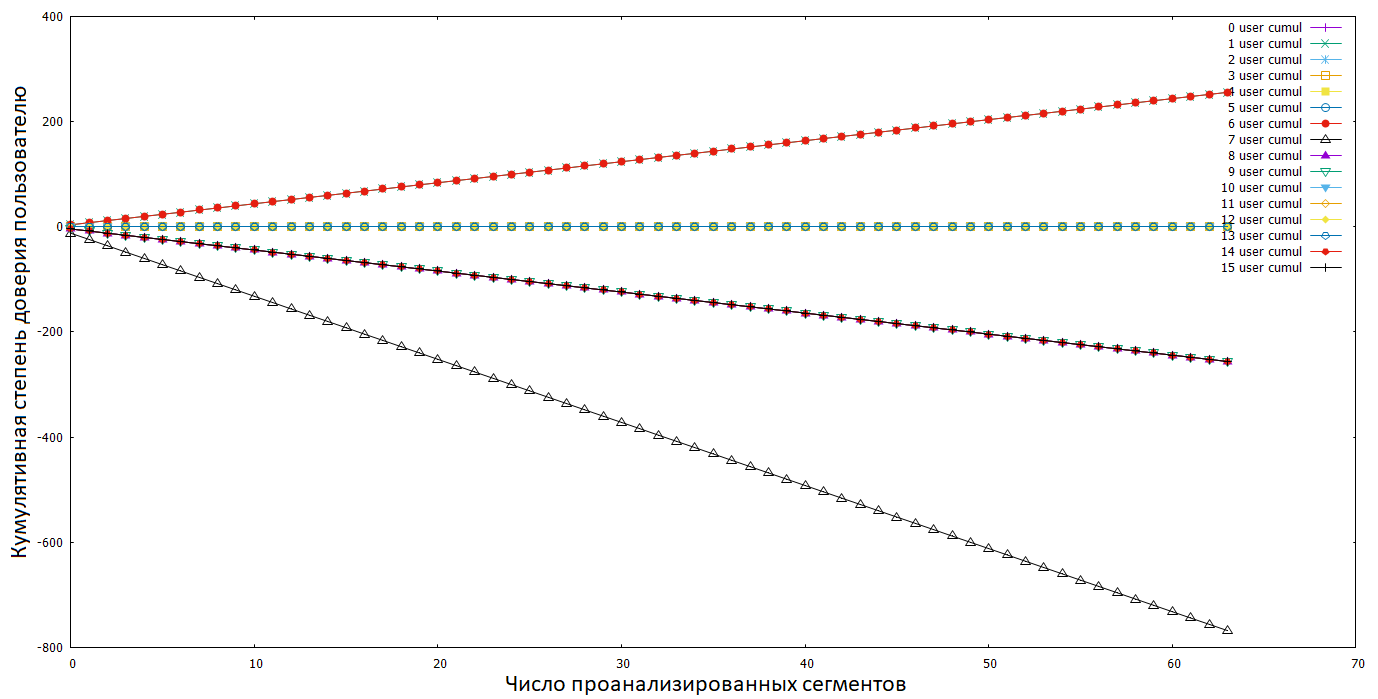 Кумулятивная степень доверия пользователю
400
200
0
-200
-400
-600
-800
0 user cumul
1 user cumul
2 user cumul
3 user cumul
4 user cumul
5 user cumul
6 user cumul
7 user cumul
8 user cumul
9 user cumul
10 user cumul
11 user cumul
12 user cumul
13 user cumul
14 user cumul
15 user cumul
0 10 20 30 40 50 60 70
Число проанализированных сегментов